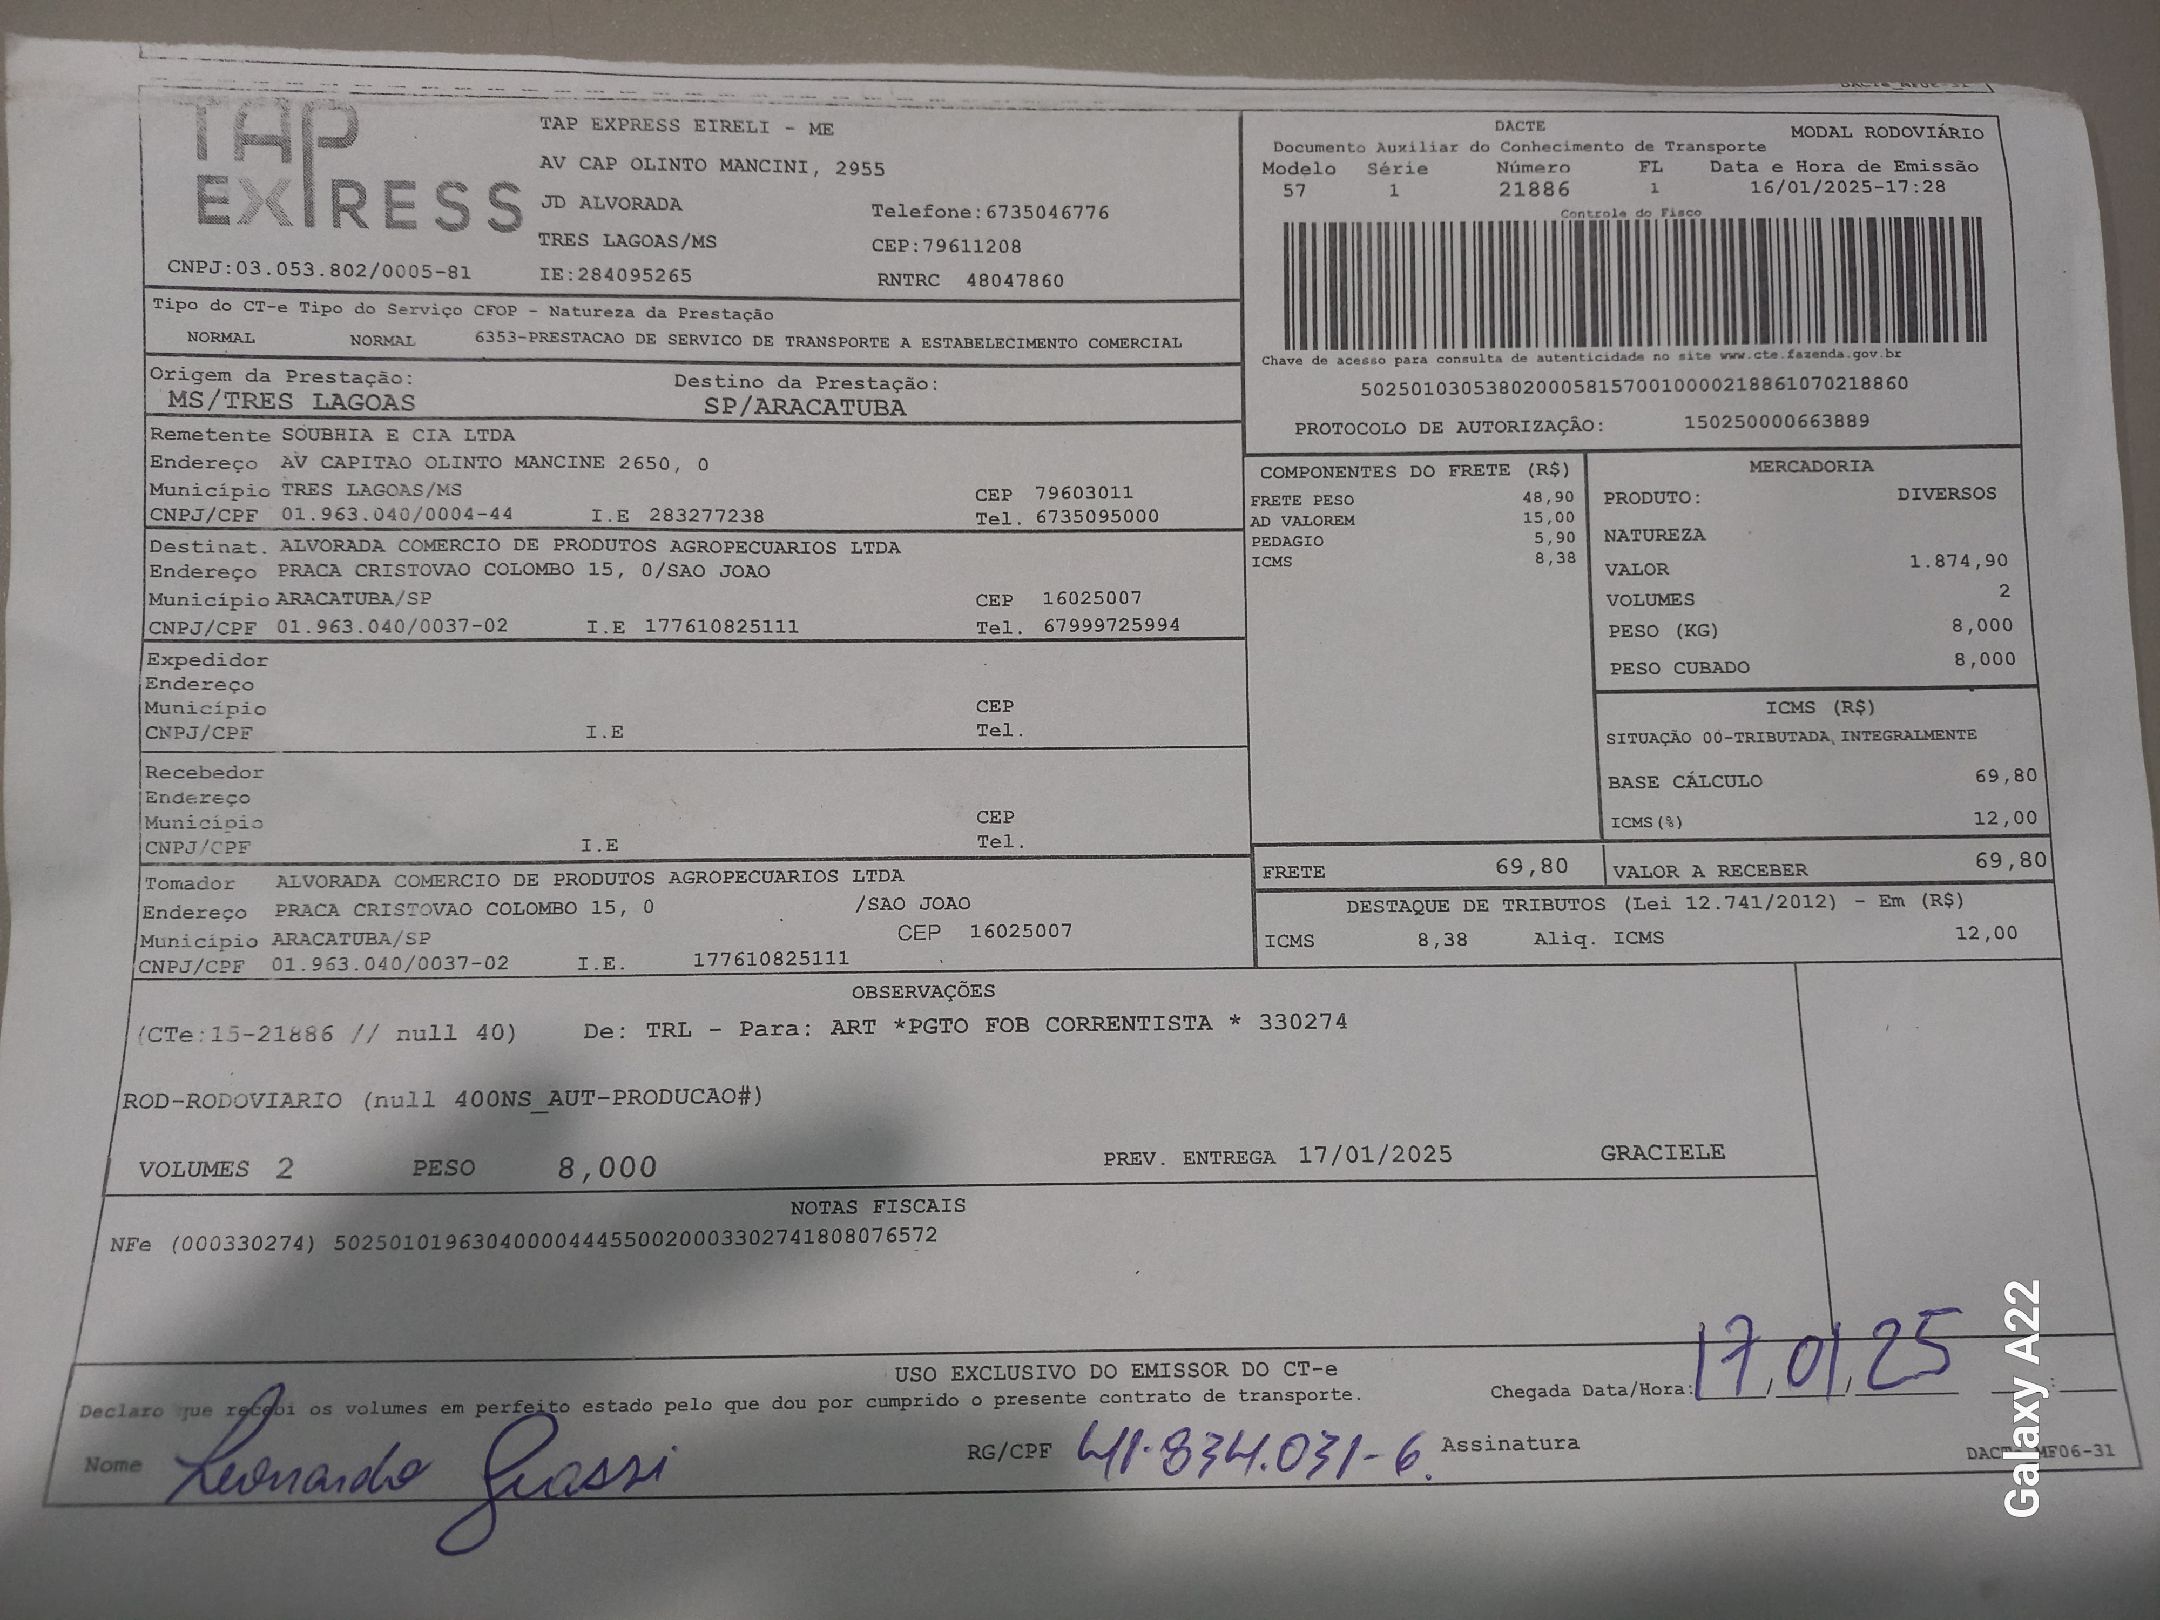 TAP
EXPRESS
TAP EXPRESS EIRELI - ME
AV CAP OLINTO MANCINI, 2955
JD ALVORADA
Telefone:6735046776
TRES LAGOAS/MS
CEP:79611208
CNPJ:03.053.802/0005-81
IE:284095265
RNTRC 48047860
DACTE
MODAL RODOVIÁRIO
Documento Auxiliar do Conhecimento de Transporte
Modelo Série Número FL Data e Hora de Emissão
57 1 21886 1 16/01/2025-17:28
Controle do Fisco
Chave de acesso para consulta de autenticidade no site www.cte.fazenda.gov.br
50250103053802000581570010000218861070218860
PROTOCOLO DE AUTORIZAÇÃO: 150250000663889
Tipo do CT-e Tipo do Serviço CFOP - Natureza da Prestação
NORMAL NORMAL 6353-PRESTACAO DE SERVICO DE TRANSPORTE A ESTABELECIMENTO COMERCIAL
Origem da Prestação: Destino da Prestação:
MS/TRES LAGOAS SP/ARACATUBA
Remetente SOUBHIA E CIA LTDA
Endereço AV CAPITAO OLINTO MANCINE 2650, 0
Município TRES LAGOAS/MS CEP 79603011
CNPJ/CPF 01.963.040/0004-44 I.E 283277238 Tel. 6735095000
Destinat. ALVORADA COMERCIO DE PRODUTOS AGROPECUARIOS LTDA
Endereço PRACA CRISTOVAO COLOMBO 15, 0/SAO JOAO
Município ARACATUBA/SP CEP 16025007
CNPJ/CPF 01.963.040/0037-02 I.E 177610825111 Tel. 67999725994
Expedidor
Endereço
Município CEP
CNPJ/CPF I.E Tel.
Recebedor
Endereço
Município CEP
CNPJ/CPF I.E Tel.
Tomador ALVORADA COMERCIO DE PRODUTOS AGROPECUARIOS LTDA
Endereço PRACA CRISTOVAO COLOMBO 15, 0 /SAO JOAO
Município ARACATUBA/SP CEP 16025007
CNPJ/CPF 01.963.040/0037-02 I.E. 177610825111
COMPONENTES DO FRETE (R$)
FRETE PESO 48,90
AD VALOREM 15,00
PEDAGIO 5,90
ICMS 8,38
MERCADORIA
PRODUTO: DIVERSOS
NATUREZA
VALOR 1.874,90
VOLUMES 2
PESO (KG) 8,000
PESO CUBADO 8,000
ICMS (R$)
SITUAÇÃO 00-TRIBUTADA INTEGRALMENTE
BASE CÁLCULO 69,80
ICMS(%) 12,00
FRETE 69,80 VALOR A RECEBER 69,80
DESTAQUE DE TRIBUTOS (Lei 12.741/2012) - Em (R$)
ICMS 8,38 Aliq. ICMS 12,00
OBSERVAÇÕES
(CTe:15-21886 // null 40) De: TRL - Para: ART *PGTO FOB CORRENTISTA * 330274
ROD-RODOVIARIO (null 400NS_AUT-PRODUCAO#)
VOLUMES 2 PESO 8,000 PREV. ENTREGA 17/01/2025 GRACIELE
NOTAS FISCAIS
NFe (000330274) 50250101963040000444550020003302741808076572
USO EXCLUSIVO DO EMISSOR DO CT-e
Declaro que recebi os volumes em perfeito estado pelo que dou por cumprido o presente contrato de transporte.
Chegada Data/Hora: 17,01,25
Nome Leonardo Grassi RG/CPF 41.834.031-6. Assinatura
MF06-31
Galaxy A22